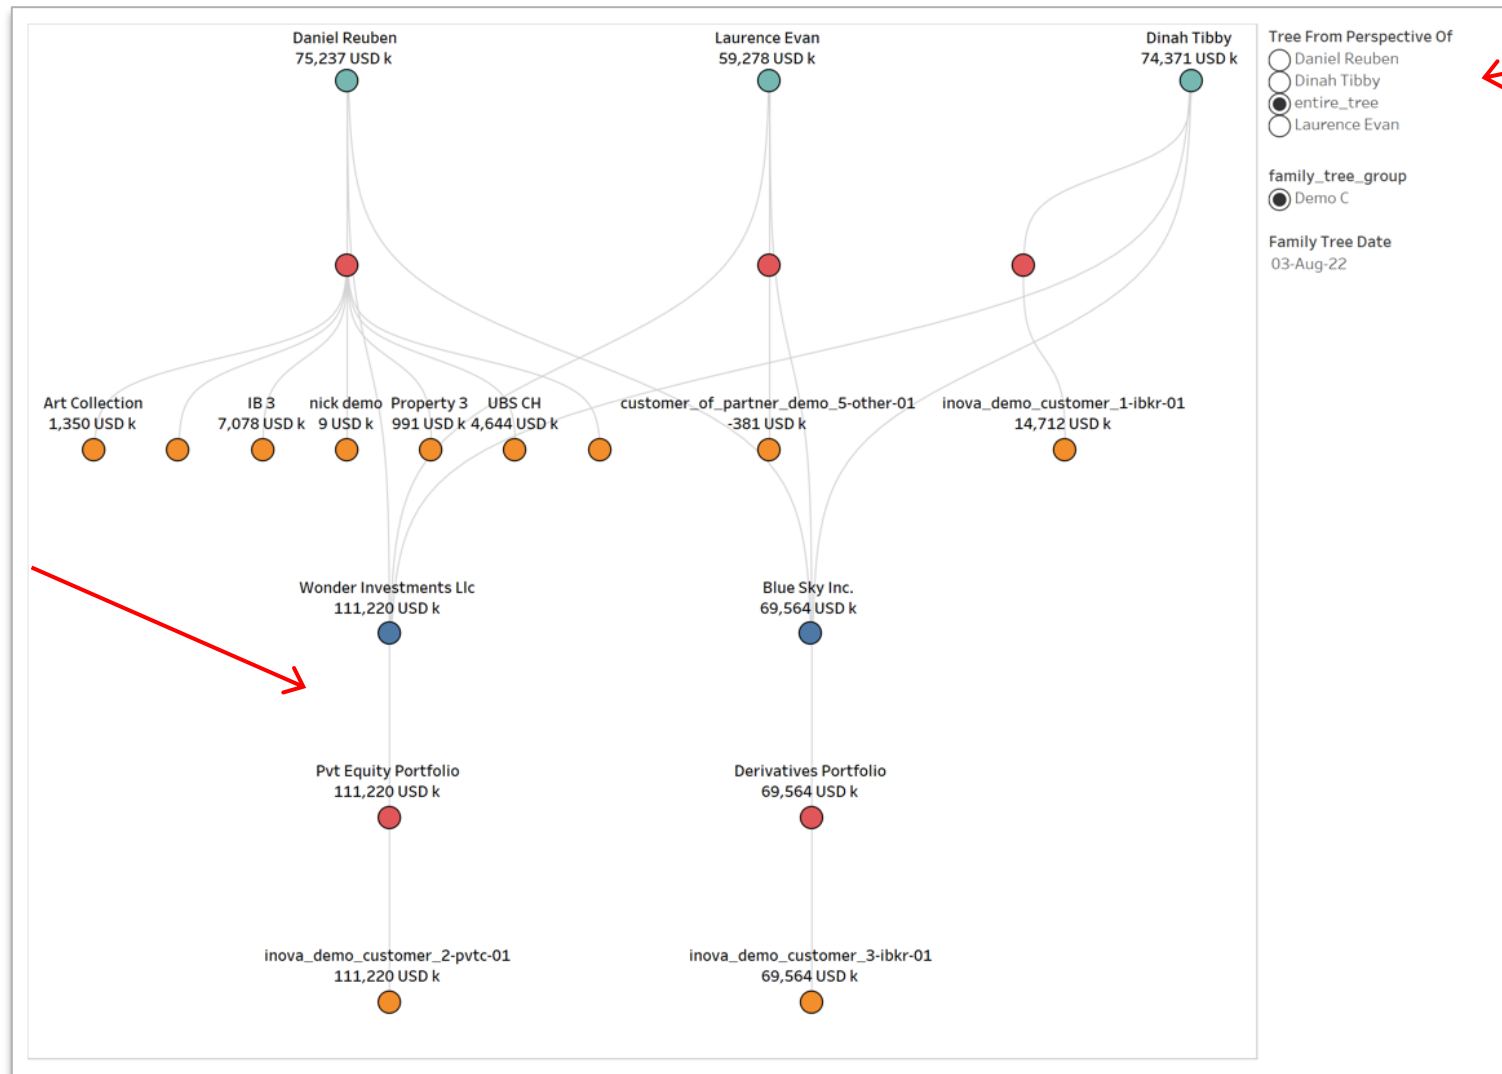 Daniel Reuben
75,237 USD k
Laurence Evan
59,278 USD k
Dinah Tibby
74,371 USD k
Tree From Perspective Of
Daniel Reuben
Dinah Tibby
entire_tree
Laurence Evan
family_tree_group
Demo C
Family Tree Date
03-Aug-22
Art Collection
1,350 USD k
IB 3
7,078 USD k
nick demo
9 USD k
Property 3
991 USD k
UBS CH
4,644 USD k
customer_of_partner_demo_5-other-01
-381 USD k
inova_demo_customer_1-ibkr-01
14,712 USD k
Wonder Investments Llc
111,220 USD k
Blue Sky Inc.
69,564 USD k
Pvt Equity Portfolio
111,220 USD k
Derivatives Portfolio
69,564 USD k
inova_demo_customer_2-pvtc-01
111,220 USD k
inova_demo_customer_3-ibkr-01
69,564 USD k